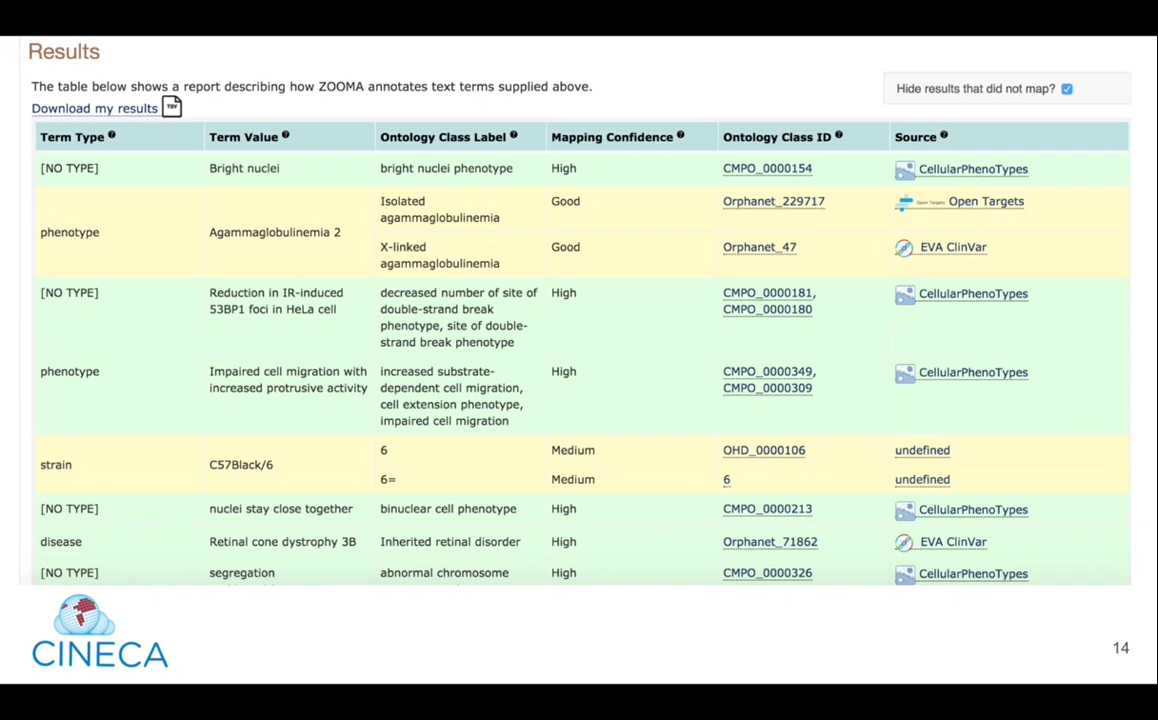 Results
The table below shows a report describing how ZOOMA annotates text terms supplied above.
Hide results that did not map?
Download my results TSV
Term Type ? Term Value ? Ontology Class Label ? Mapping Confidence ? Ontology Class ID ? Source ?
[NO TYPE] Bright nuclei bright nuclei phenotype High CMPO_0000154 CellularPhenoTypes
phenotype Agammaglobulinemia 2
Isolated Good Orphanet_229717 Open Targets Open Targets
agammaglobulinemia
X-linked Good Orphanet_47 EVA ClinVar
agammaglobulinemia
[NO TYPE] Reduction in IR-induced decreased number of site of High CMPO_0000181, CellularPhenoTypes
53BP1 foci in HeLa cell double-strand break CMPO_0000180
phenotype, site of double-
strand break phenotype
phenotype Impaired cell migration with increased substrate- High CMPO_0000349, CellularPhenoTypes
increased protrusive activity dependent cell migration, CMPO_0000309
cell extension phenotype,
impaired cell migration
strain C57Black/6
6 Medium OHD_0000106 undefined
6= Medium 6 undefined
[NO TYPE] nuclei stay close together binuclear cell phenotype High CMPO_0000213 CellularPhenoTypes
disease Retinal cone dystrophy 3B Inherited retinal disorder High Orphanet_71862 EVA ClinVar
[NO TYPE] segregation abnormal chromosome High CMPO_0000326 CellularPhenoTypes
CINECA
14